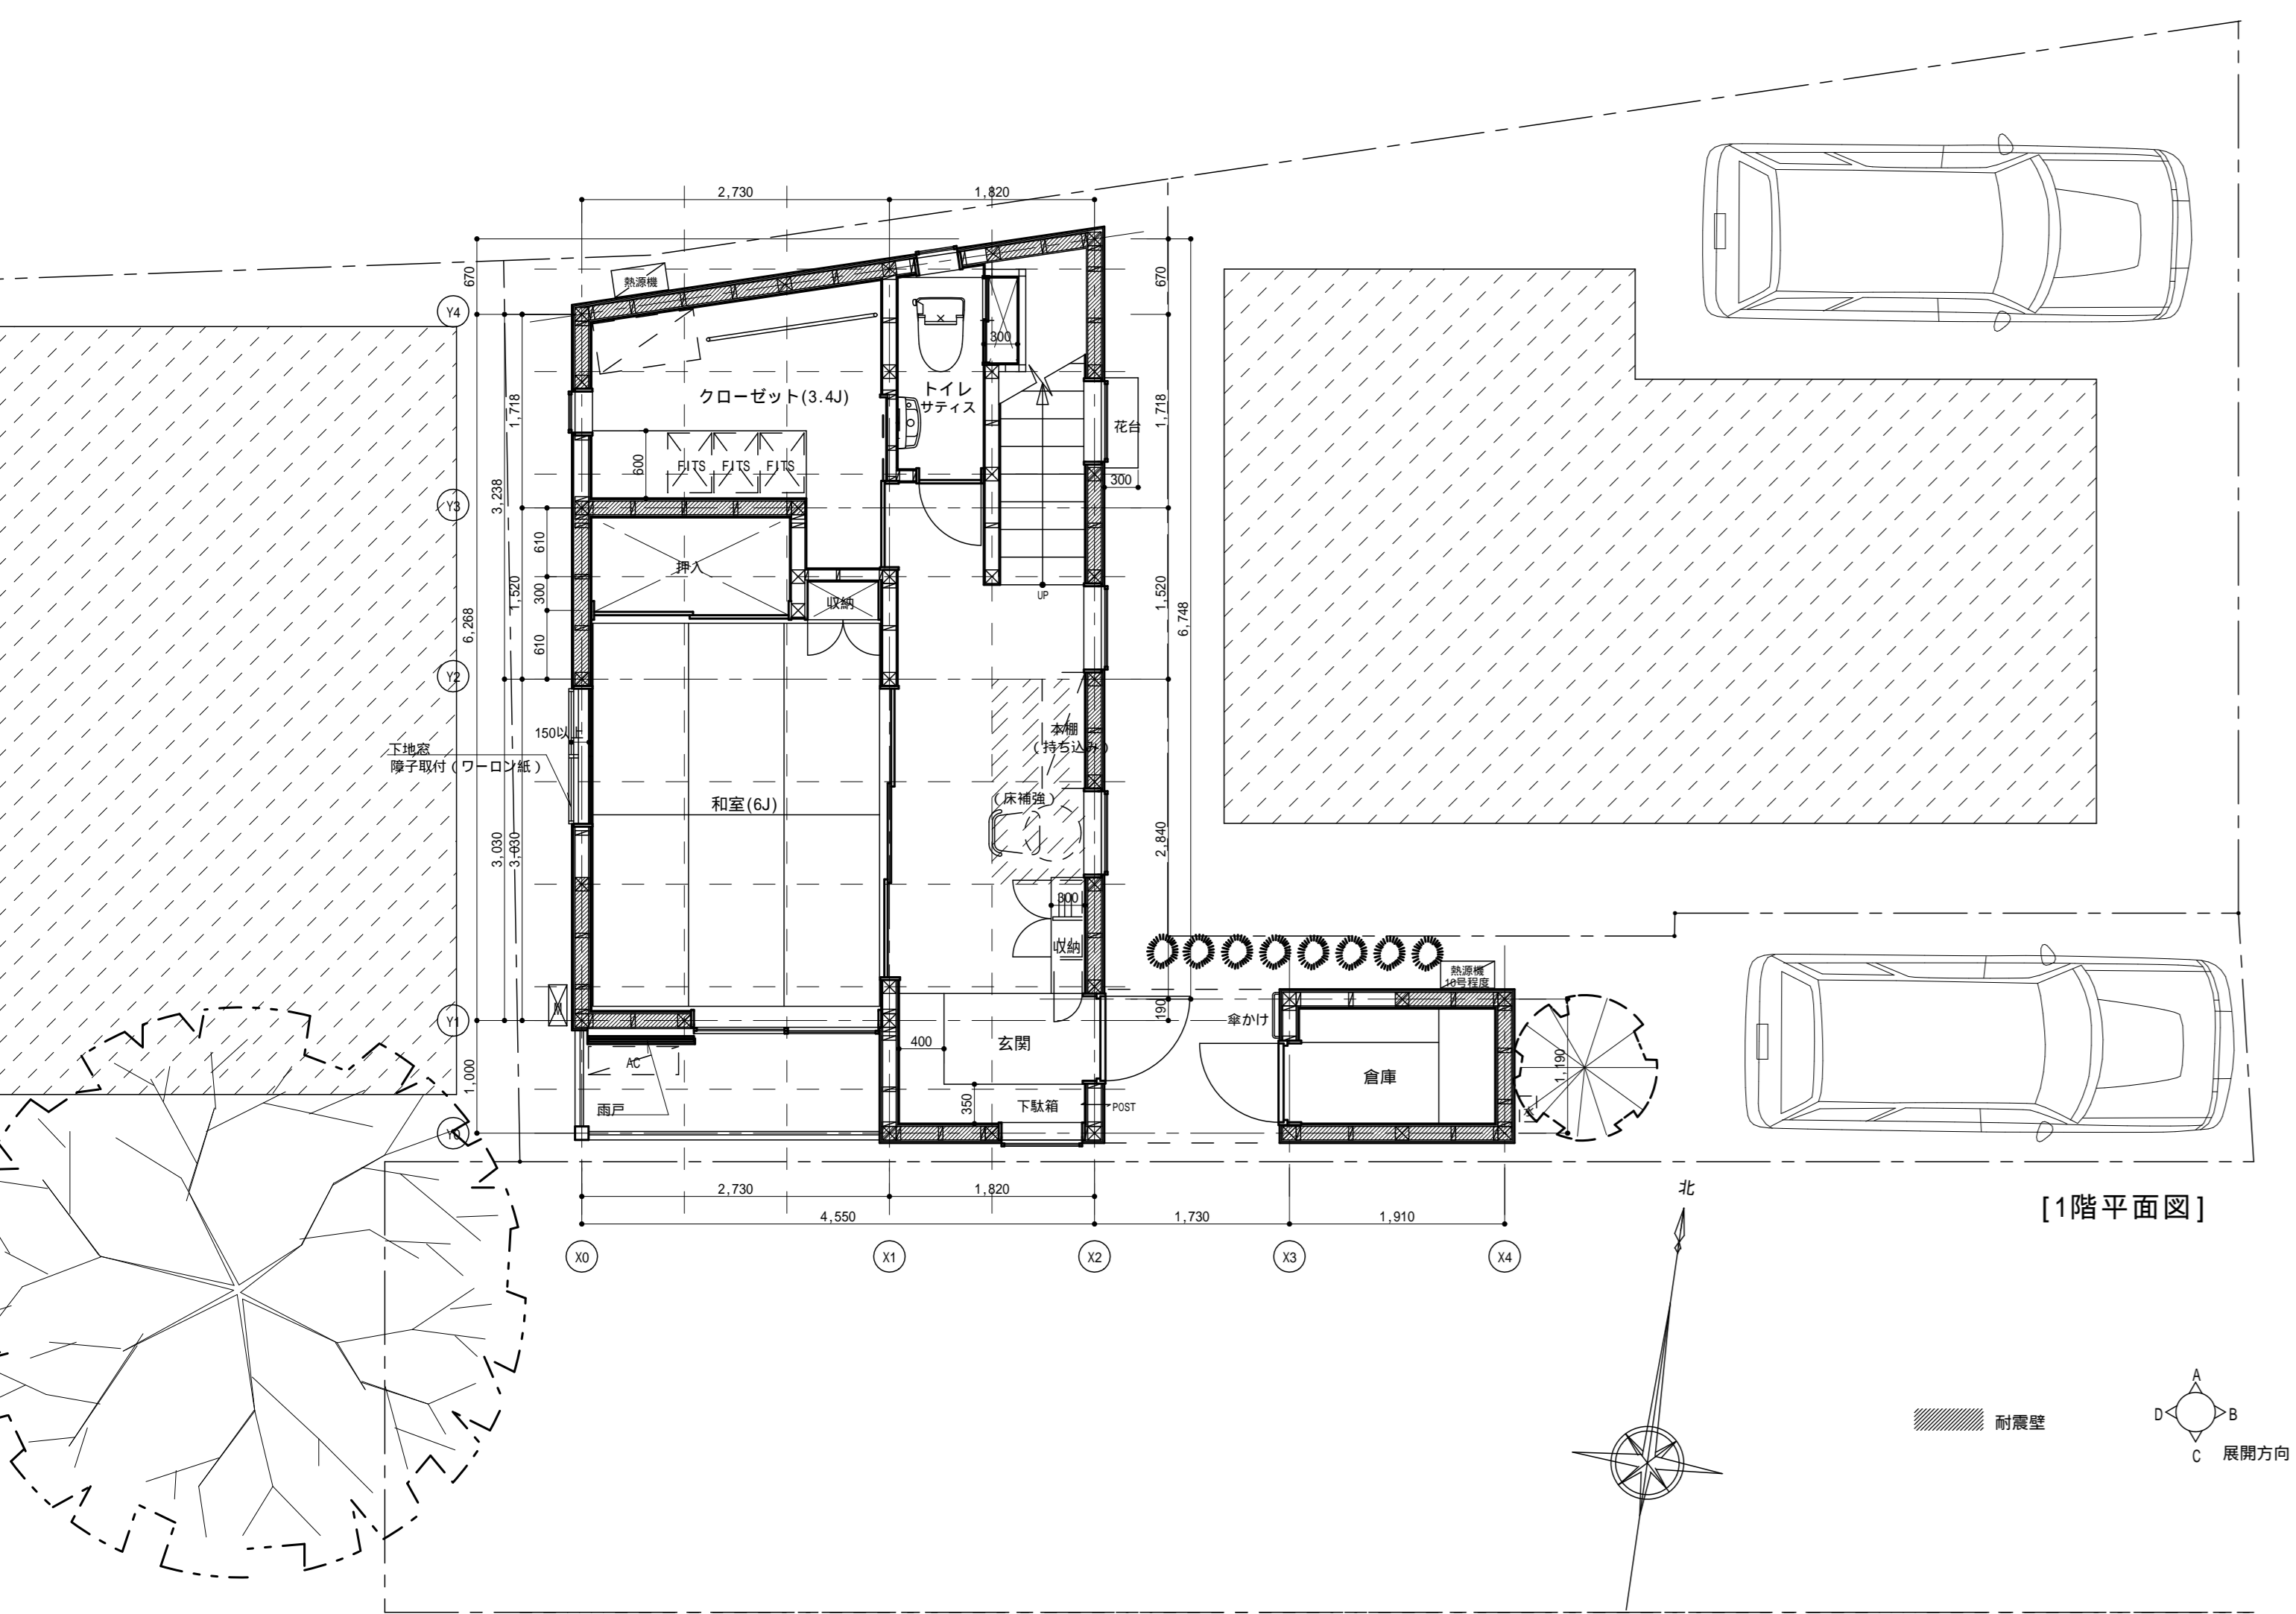 2,730
1,820
670
670
熱源機
Y4
300
トイレ
サティス
クローゼット(3.4J)
1,718
1,718
花台
600
FITS
FITS
FITS
300
3,238
Y3
610
押入
300
1,520
1,520
収納
UP
6,268
6,748
610
Y2
150以上
本棚
(持ち込み)
下地窓
障子取付(ワーロン紙)
和室(6J)
(床補強)
3,030
3,030
2,840
300
収納
熱源機
10号程度
M
Y1
190
傘かけ
400
玄関
AC
倉庫
1,190
1,000
雨戸
350
下駄箱
POST
Y0
2,730
1,820
4,550
1,730
1,910
北
[1階平面図]
X0
X1
X2
X3
X4
A
D
B
C
耐震壁
展開方向